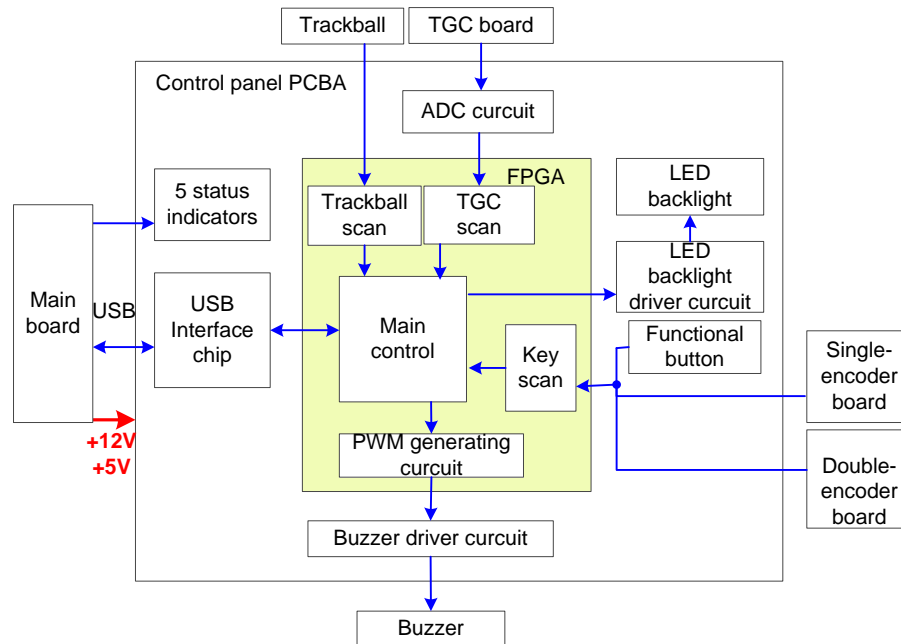 Trackball
TGC board
Control panel PCBA
ADC curcuit
FPGA
5 status
indicators
Trackball
scan
TGC
scan
LED
backlight
LED
backlight
driver curcuit
Main
board
USB
USB
Interface
chip
Main
control
Key
scan
Functional
button
Single-
encoder
board
+12V
+5V
PWM generating
curcuit
Double-
encoder
board
Buzzer driver curcuit
Buzzer